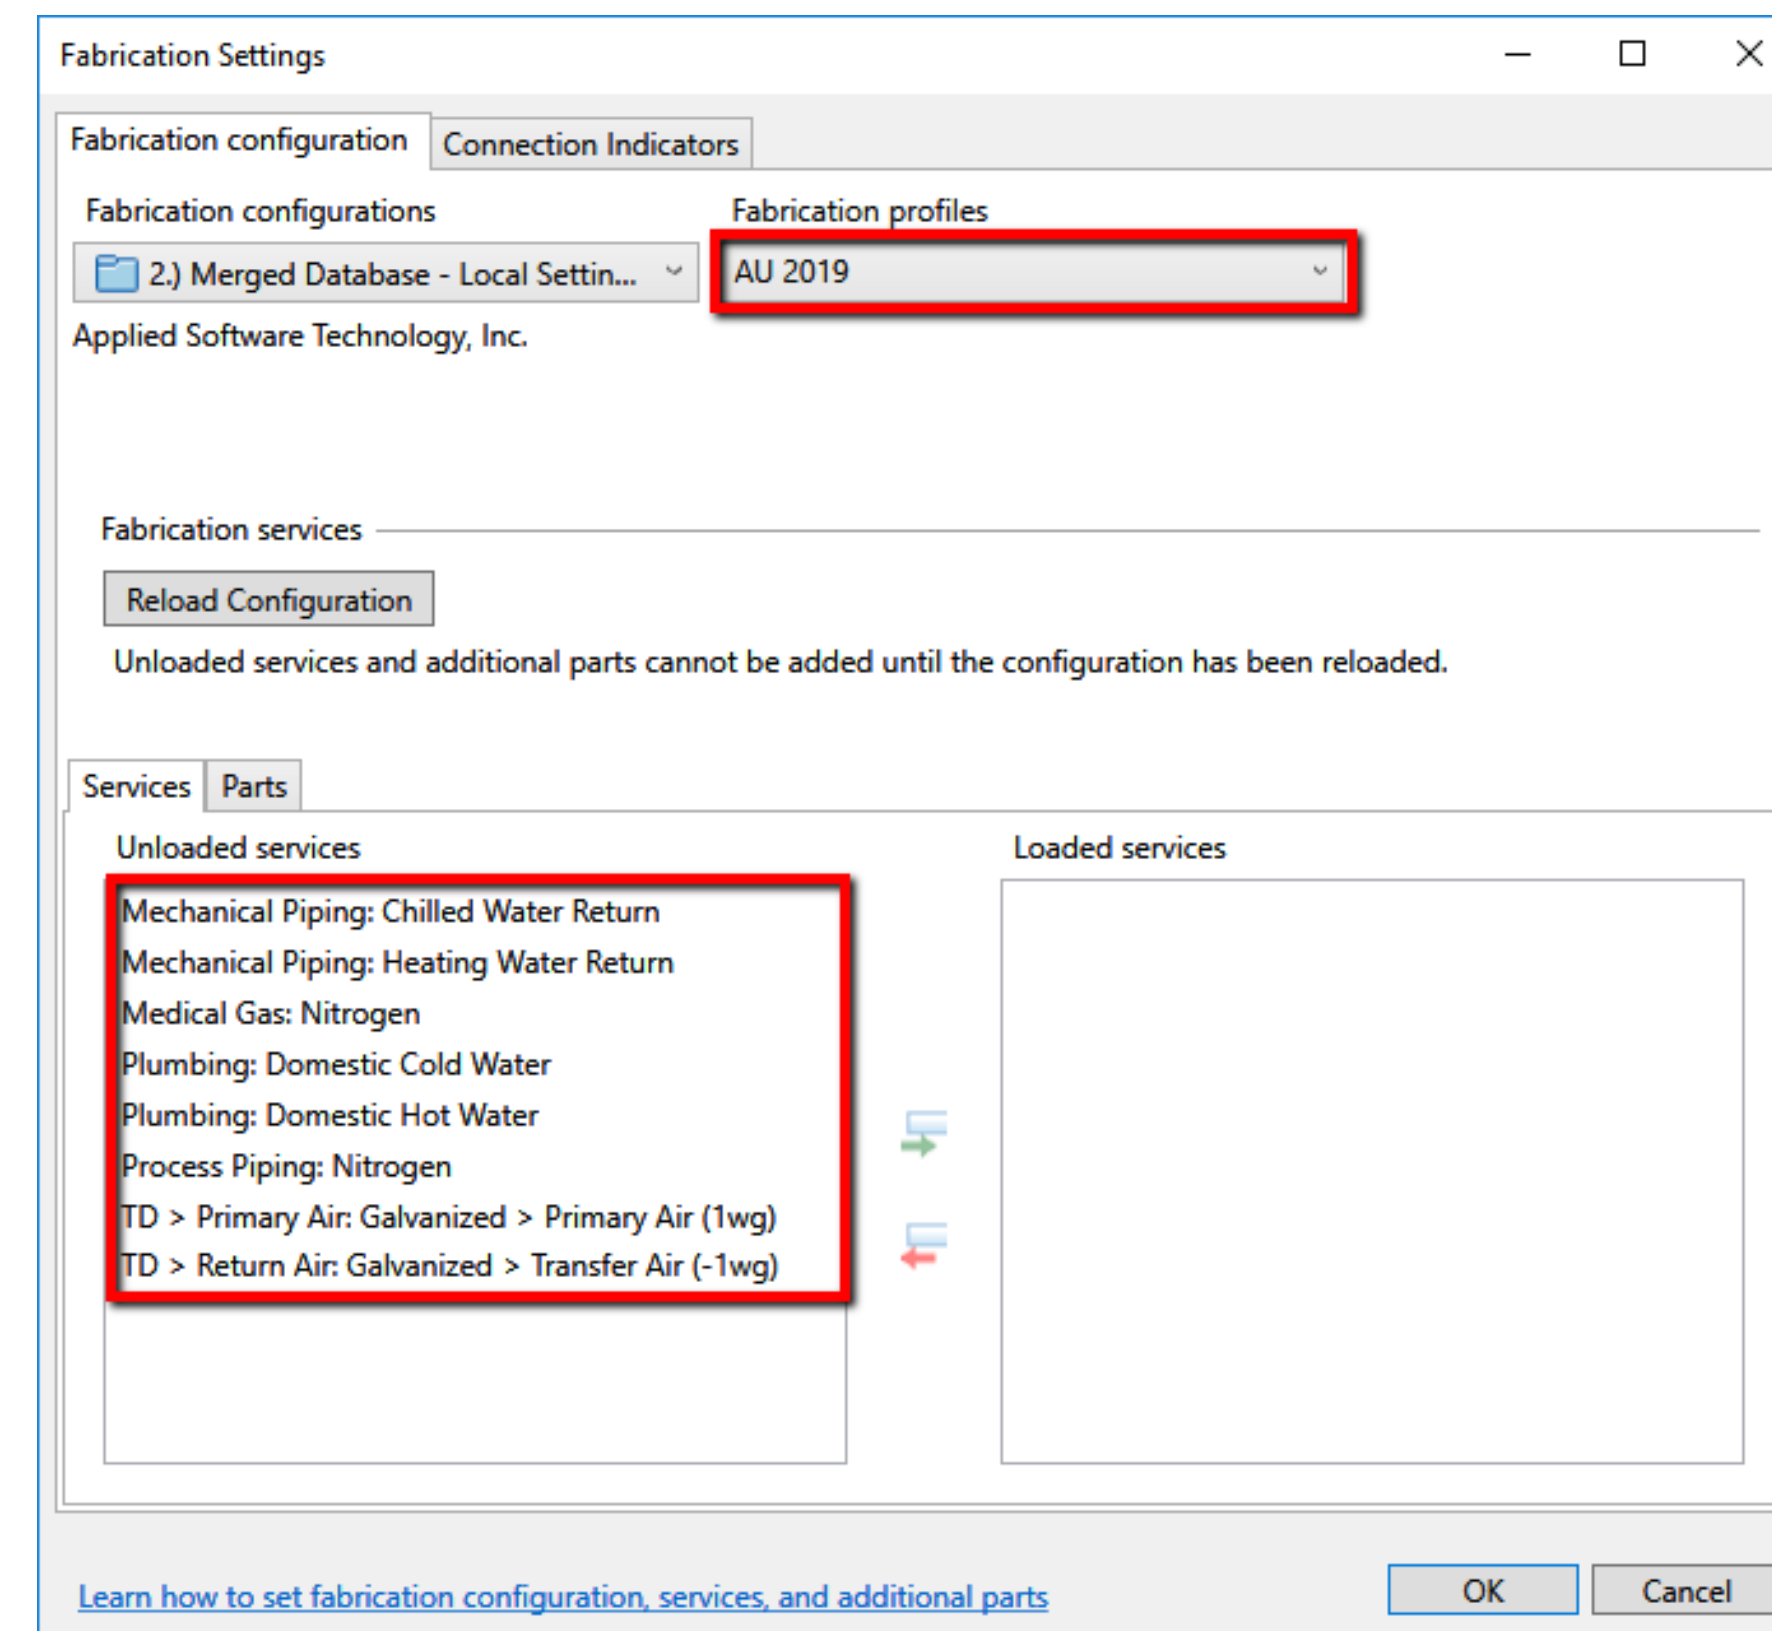 Fabrication Settings
Fabrication configuration
Connection Indicators
Fabrication configurations
Fabrication profiles
2.) Merged Database - Local Settin...
AU 2019
Applied Software Technology, Inc.
Fabrication services
Reload Configuration
Unloaded services and additional parts cannot be added until the configuration has been reloaded.
Services
Parts
Unloaded services
Loaded services
Mechanical Piping: Chilled Water Return
Mechanical Piping: Heating Water Return
Medical Gas: Nitrogen
Plumbing: Domestic Cold Water
Plumbing: Domestic Hot Water
Process Piping: Nitrogen
TD > Primary Air: Galvanized > Primary Air (1wg)
TD > Return Air: Galvanized > Transfer Air (-1wg)
Learn how to set fabrication configuration, services, and additional parts
OK
Cancel